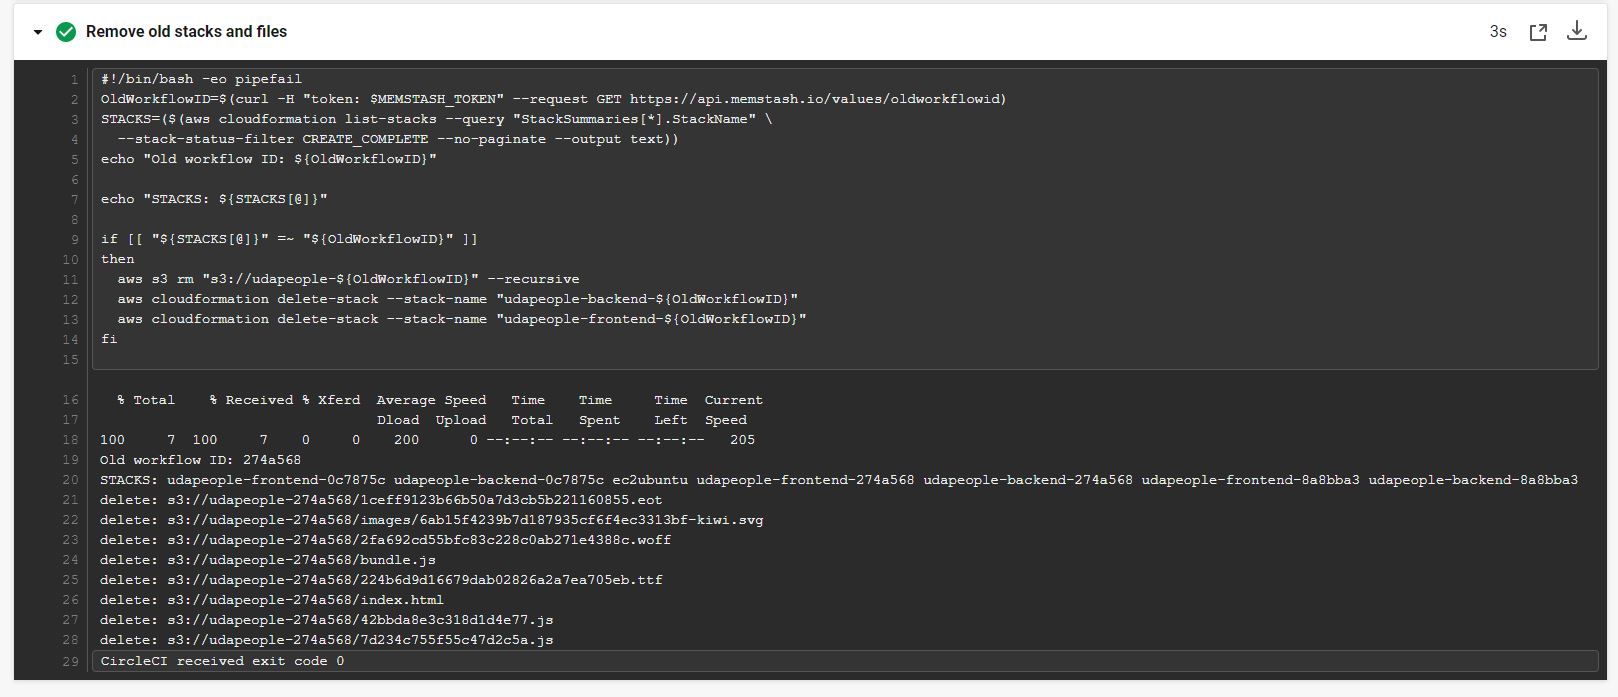 Remove old stacks and files
3s
1 #!/bin/bash -eo pipefail
2 OldWorkflowID=$(curl -H "token: $MEMSTASH_TOKEN" --request GET https://api.memstash.io/values/oldworkflowid)
3 STACKS=($(aws cloudformation list-stacks --query "StackSummaries[*].StackName" \
4   --stack-status-filter CREATE_COMPLETE --no-paginate --output text))
5 echo "Old workflow ID: ${OldWorkflowID}"
6
7 echo "STACKS: ${STACKS[@]}"
8
9 if [[ "${STACKS[@]}" =~ "${OldWorkflowID}" ]]
10 then
11   aws s3 rm "s3://udapeople-${OldWorkflowID}" --recursive
12   aws cloudformation delete-stack --stack-name "udapeople-backend-${OldWorkflowID}"
13   aws cloudformation delete-stack --stack-name "udapeople-frontend-${OldWorkflowID}"
14 fi
15
16   % Total    % Received % Xferd  Average Speed   Time    Time     Time  Current
17                                  Dload  Upload   Total   Spent    Left  Speed
18 100     7  100     7    0     0    200      0 --:--:-- --:--:-- --:--:--   205
19 Old workflow ID: 274a568
20 STACKS: udapeople-frontend-0c7875c udapeople-backend-0c7875c ec2ubuntu udapeople-frontend-274a568 udapeople-backend-274a568 udapeople-frontend-8a8bba3 udapeople-backend-8a8bba3
21 delete: s3://udapeople-274a568/1ceff9123b66b50a7d3cb5b221160855.eot
22 delete: s3://udapeople-274a568/images/6ab15f4239b7d187935cf6f4ec3313bf-kiwi.svg
23 delete: s3://udapeople-274a568/2fa692cd55bfc83c228c0ab271e4388c.woff
24 delete: s3://udapeople-274a568/bundle.js
25 delete: s3://udapeople-274a568/224b6d9d16679dab02826a2a7ea705eb.ttf
26 delete: s3://udapeople-274a568/index.html
27 delete: s3://udapeople-274a568/42bbda8e3c318d1d4e77.js
28 delete: s3://udapeople-274a568/7d234c755f55c47d2c5a.js
29 CircleCI received exit code 0